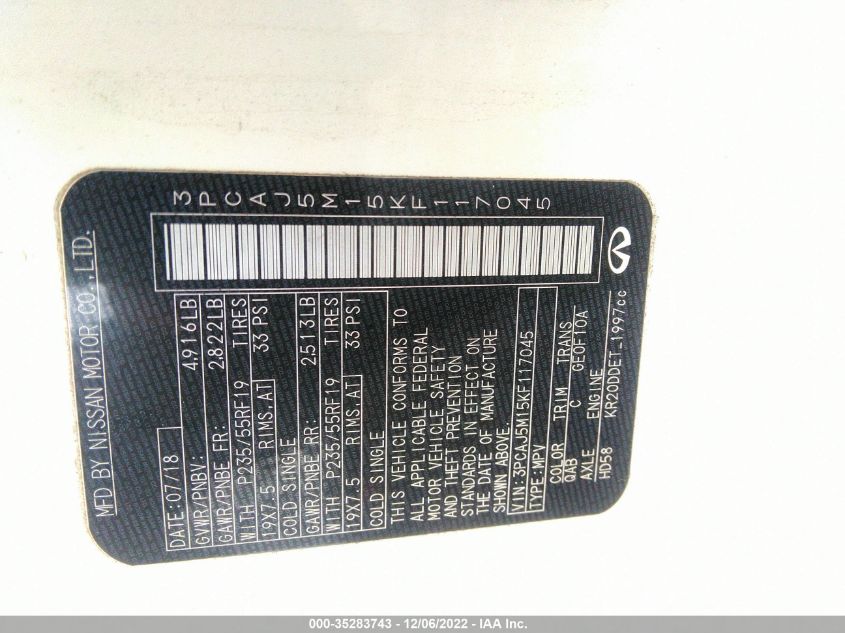 MFD BY NISSAN MOTOR CO.,LTD.
DATE:07/18
GVWR/PNBV: 4,916LB
GAWR/PNBE FR: 2,822LB
WITH P235/55RF19 TIRES
19X7.5 RIMS,AT 33 PSI
COLD SINGLE
GAWR/PNBE RR: 2,513LB
WITH P235/55RF19 TIRES
19X7.5 RIMS,AT 33 PSI
COLD SINGLE
THIS VEHICLE CONFORMS TO
ALL APPLICABLE FEDERAL
MOTOR VEHICLE SAFETY
AND THEFT PREVENTION
STANDARDS IN EFFECT ON
THE DATE OF MANUFACTURE
SHOWN ABOVE.
VIN:3PCAJ5M15KF117045
TYPE:MPV
COLOR TRIM TRANS
QAB C GE0F10A
AXLE ENGINE
HD58 KR20DDET-1997cc
3PCAJ5M15KF117045
000-35283743 - 12/06/2022 - IAA Inc.